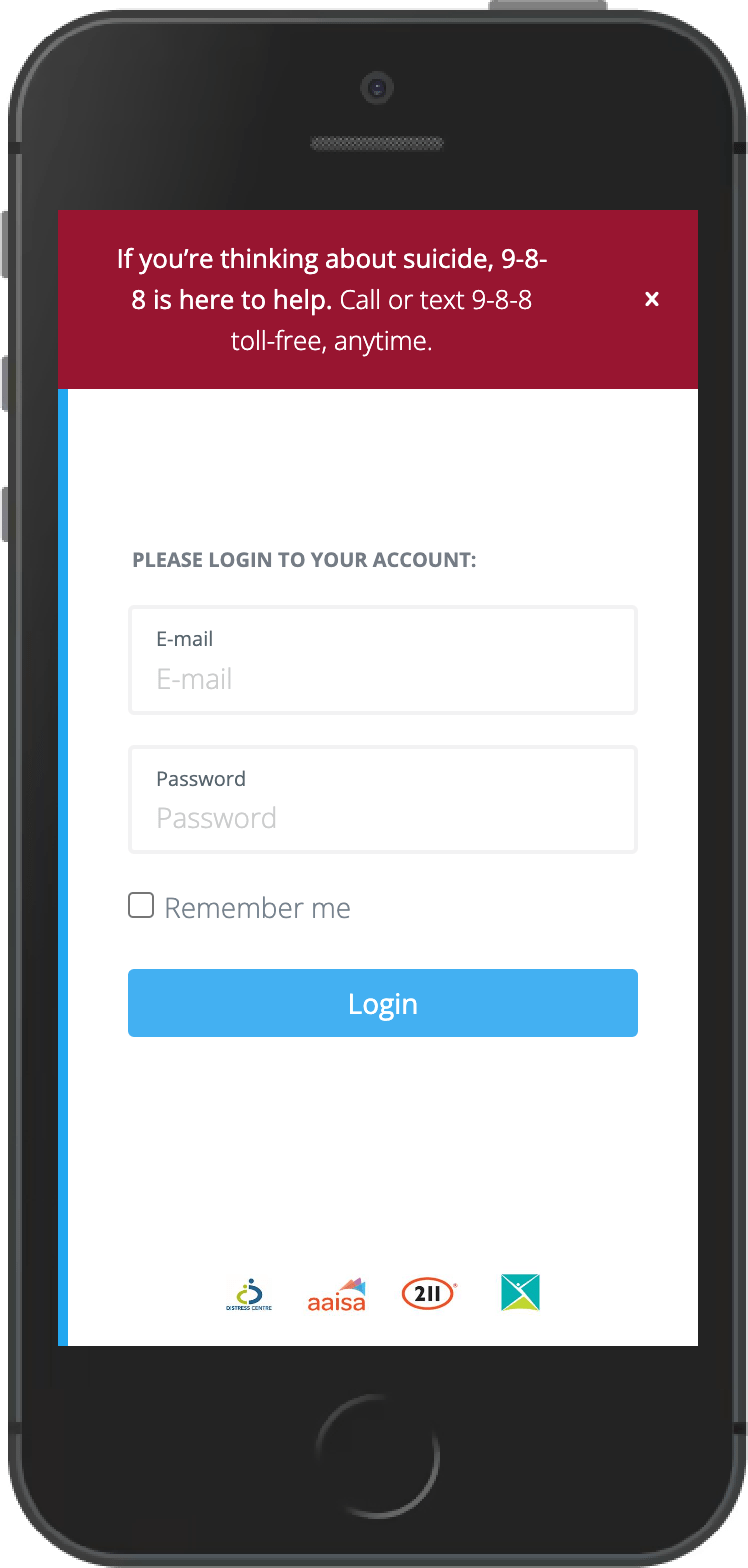 If you’re thinking about suicide, 9-8-
8 is here to help. Call or text 9-8-8
toll-free, anytime.
×
PLEASE LOGIN TO YOUR ACCOUNT:
E-mail
E-mail
Password
Password
Remember me
Login
DISTRESS CENTRE aaisa 211